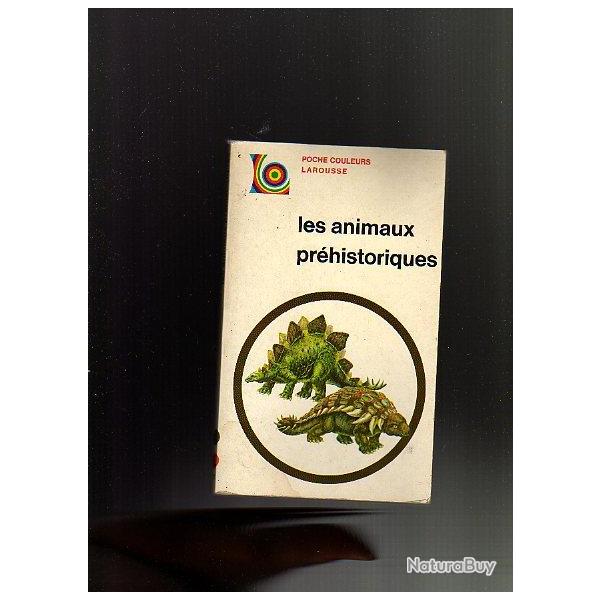 POCHE COULEURS
LAROUSSE
les animaux
préhistoriques
NaturaBuy